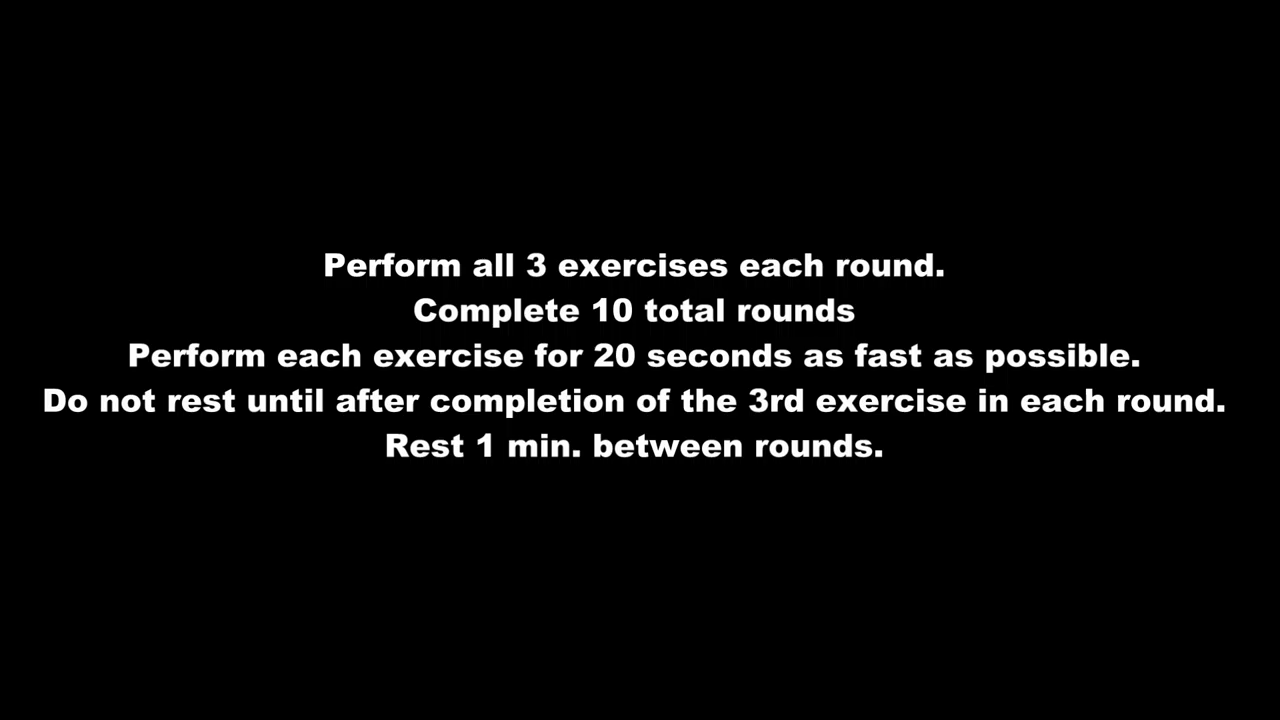 Perform all 3 exercises each round.
Complete 10 total rounds
Perform each exercise for 20 seconds as fast as possible.
Do not rest until after completion of the 3rd exercise in each round.
Rest 1 min. between rounds.